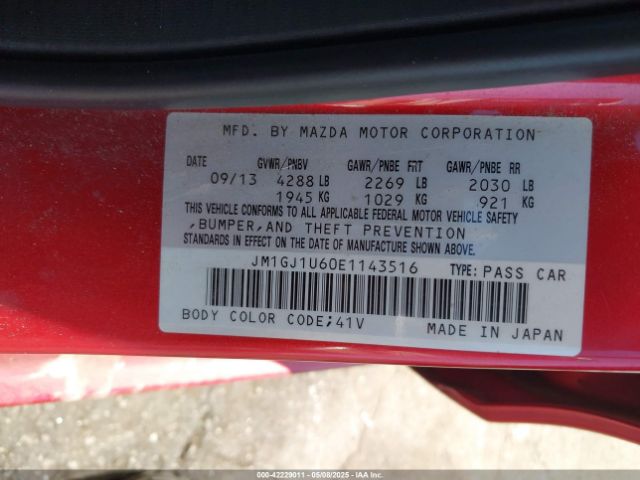 MFD. BY MAZDA MOTOR CORPORATION
DATE GVWR/PNBV GAWR/PNBE FRT GAWR/PNBE RR
09/13 4288 LB 2269 LB 2030 LB
1945 KG 1029 KG 921 KG
THIS VEHICLE CONFORMS TO ALL APPLICABLE FEDERAL MOTOR VEHICLE SAFETY
,BUMPER,AND THEFT PREVENTION
STANDARDS IN EFFECT ON THE DATE OF MANUFACTURE SHOWN ABOVE.
JM1GJ1U60E1143516 TYPE: PASS CAR
BODY COLOR CODE;41V MADE IN JAPAN
000-42229011 - 05/08/2025 - IAAI.COM